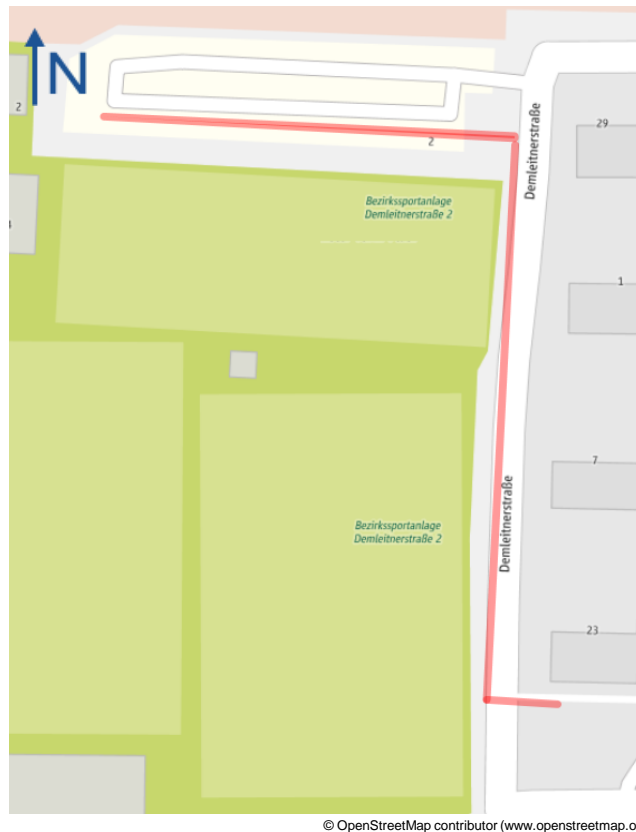 N
2
29
Demleitnerstraße
2
Bezirkssportanlage
Demleitnerstraße 2
1
7
Demleitnerstraße
Bezirkssportanlage
Demleitnerstraße 2
23
© OpenStreetMap contributor (www.openstreetmap.o